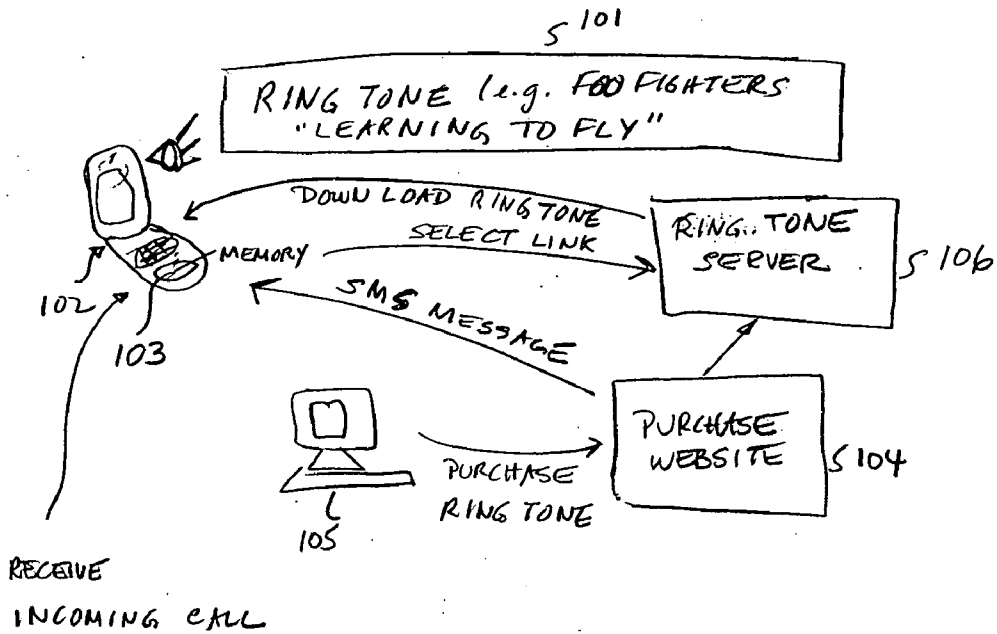 101
RING TONE (e.g. FOO FIGHTERS
"LEARNING TO FLY"
DOWNLOAD RINGTONE
SELECT LINK
RING TONE
SERVER
106
MEMORY
102
103
SMS MESSAGE
PURCHASE
WEBSITE
104
PURCHASE
RING TONE
105
RECEIVE
INCOMING CALL